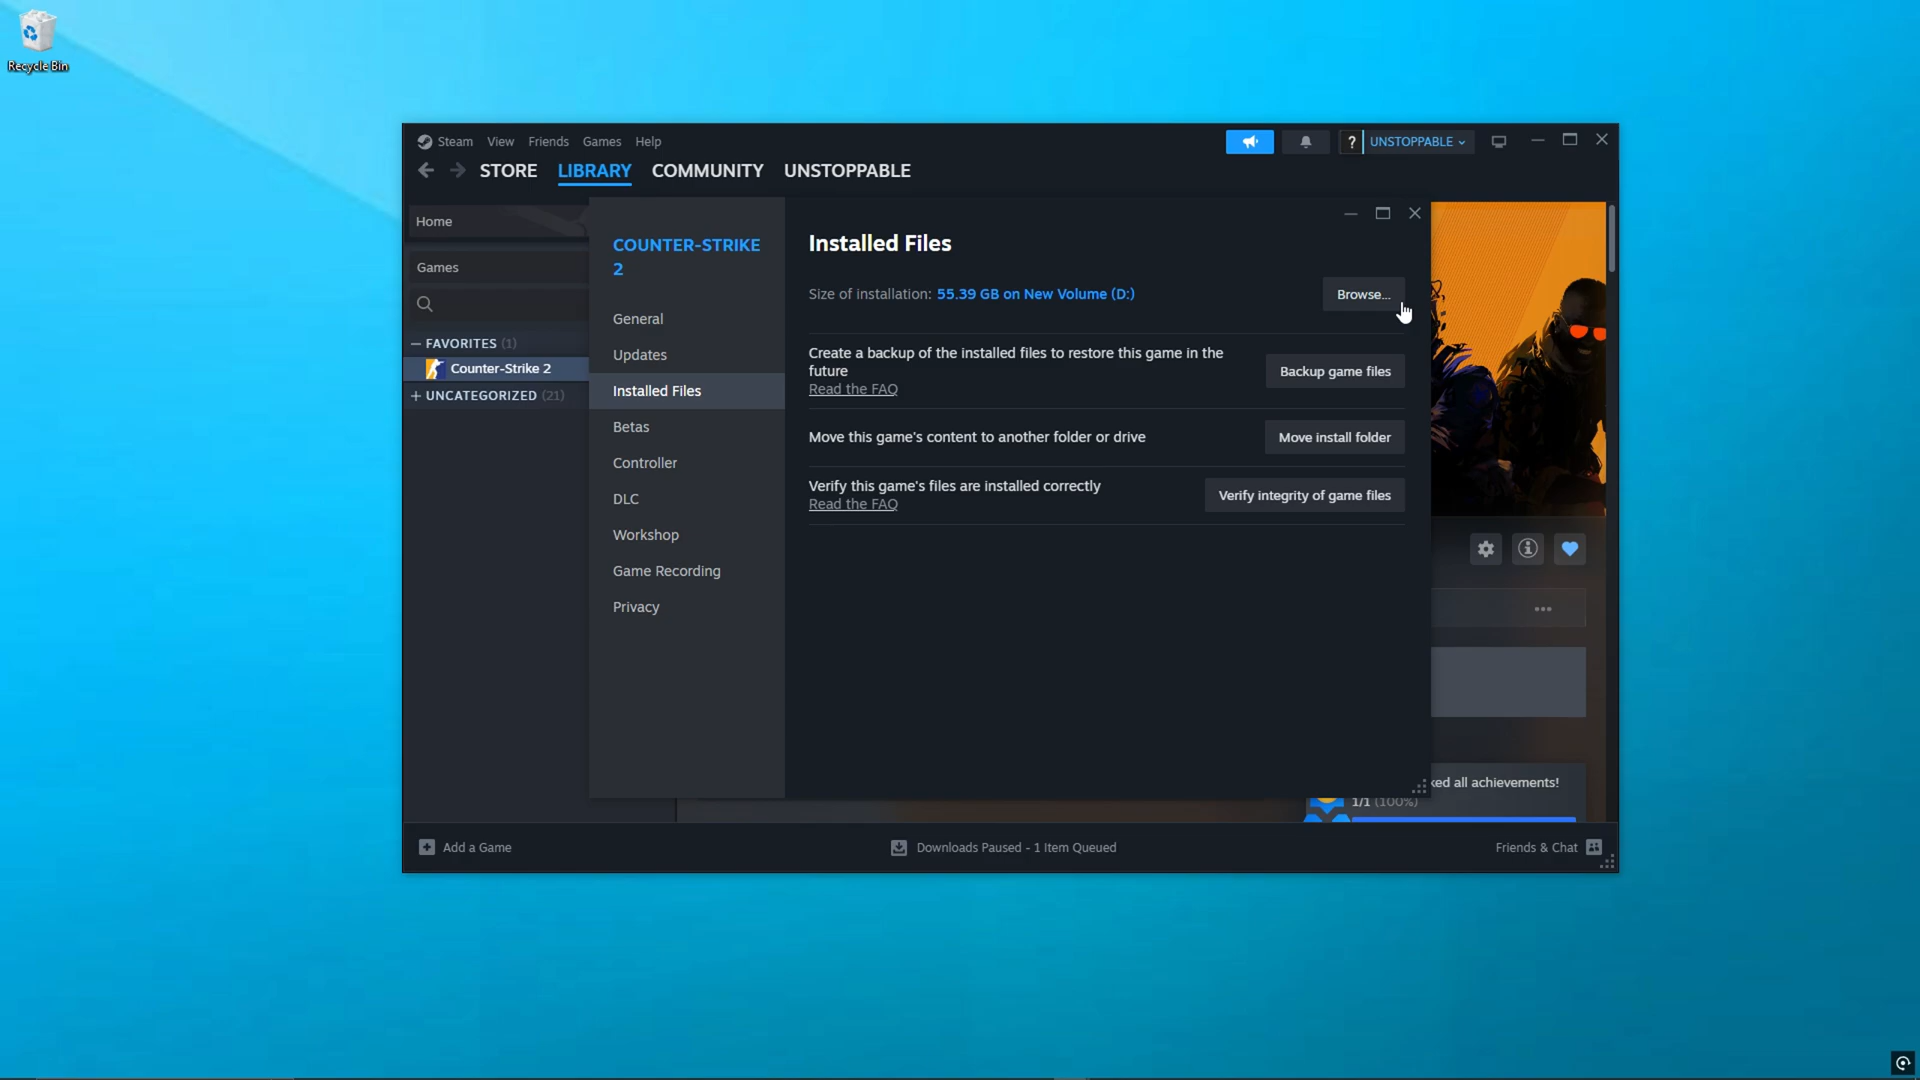 Recycle Bin
Steam View Friends Games Help
? UNSTOPPABLE
STORE LIBRARY COMMUNITY UNSTOPPABLE
Home
Games
— FAVORITES (1)
Counter-Strike 2
+ UNCATEGORIZED (21)
COUNTER-STRIKE
2
General
Updates
Installed Files
Betas
Controller
DLC
Workshop
Game Recording
Privacy
Installed Files
Size of installation: 55.39 GB on New Volume (D:)
Browse...
Create a backup of the installed files to restore this game in the
future
Read the FAQ
Backup game files
Move this game's content to another folder or drive
Move install folder
Verify this game's files are installed correctly
Read the FAQ
Verify integrity of game files
ked all achievements!
1/1 (100%)
Add a Game
Downloads Paused - 1 Item Queued
Friends & Chat